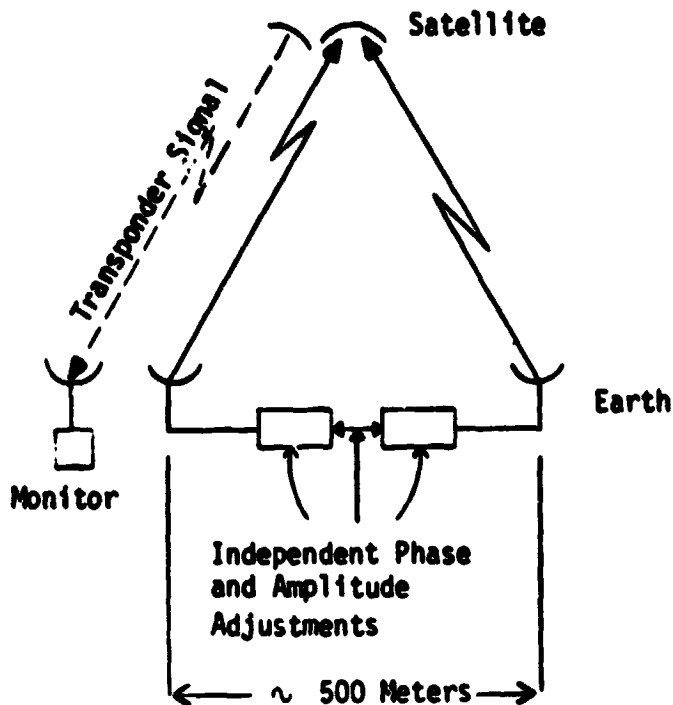 Satellite
Transponder Signal
Earth
Monitor
Independent Phase
and Amplitude
Adjustments
~ 500 Meters